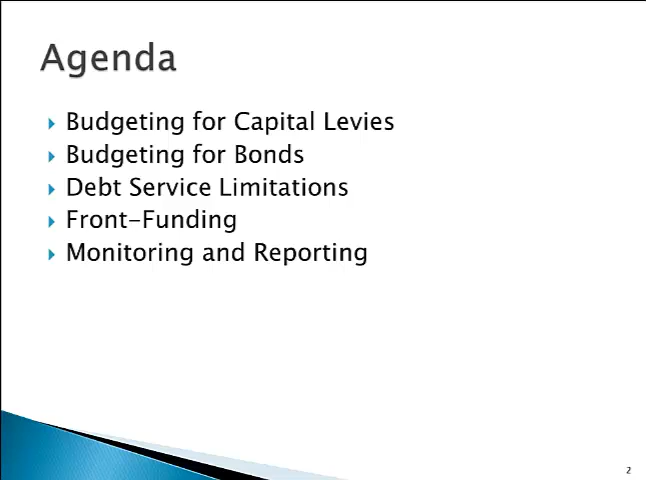 Agenda
Budgeting for Capital Levies
Budgeting for Bonds
Debt Service Limitations
Front-Funding
Monitoring and Reporting
2